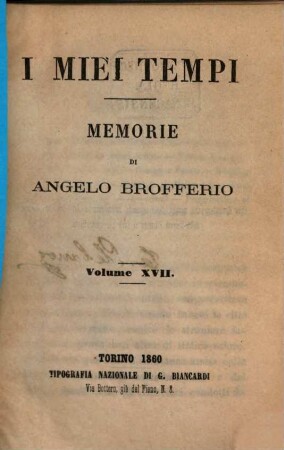 I MIEI TEMPI
MEMORIE
DI
ANGELO BROFFERIO
Volume XVII.
TORINO 1860
TIPOGRAFIA NAZIONALE DI G. BIANCARDI
Via Bottero, già del Piano, N. 8.